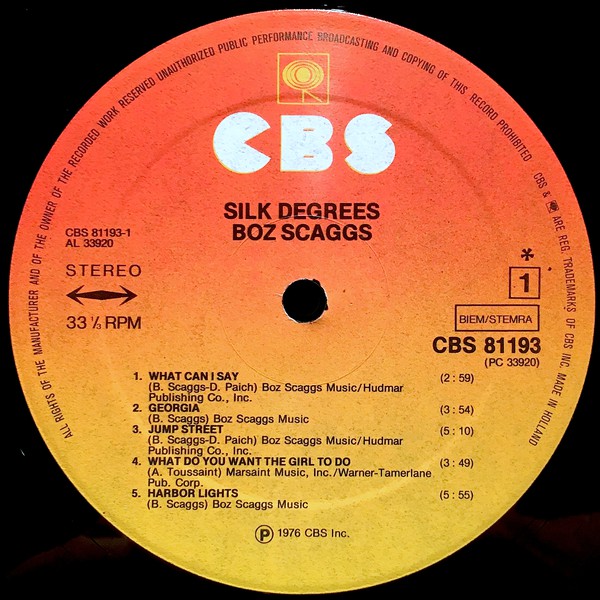 ALL RIGHTS OF THE MANUFACTURER AND OF THE OWNER OF THE RECORDED WORK RESERVED UNAUTHORIZED PUBLIC PERFORMANCE BROADCASTING AND COPYING OF THIS RECORD PROHIBITED CBS & ARE REG. TRADEMARKS OF CBS INC. MADE IN HOLLAND
CBS
SILK DEGREES
BOZ SCAGGS
CBS 81193-1
AL 33920
STEREO
33 ⅓ RPM
*
1
BIEM/STEMRA
CBS 81193
(PC 33920)
1. WHAT CAN I SAY (2:59)
(B. Scaggs-D. Paich) Boz Scaggs Music/Hudmar
Publishing Co., Inc.
2. GEORGIA (3:54)
(B. Scaggs) Boz Scaggs Music
3. JUMP STREET (5:10)
(B. Scaggs-D. Paich) Boz Scaggs Music/Hudmar
Publishing Co., Inc.
4. WHAT DO YOU WANT THE GIRL TO DO (3:49)
(A. Toussaint) Marsaint Music, Inc./Warner-Tamerlane
Pub. Corp.
5. HARBOR LIGHTS (5:55)
(B. Scaggs) Boz Scaggs Music
℗ 1976 CBS Inc.